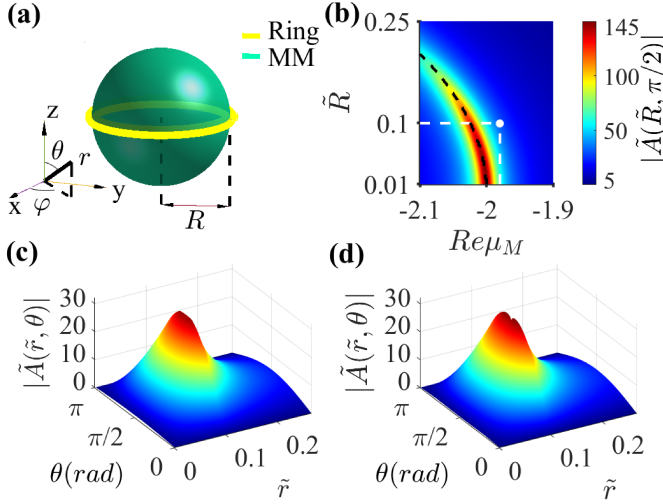 (a)
Ring
MM
z
θ
r
x
φ
y
R
(b)
0.25
R̃
0.1
0.01
-2.1
-2
-1.9
Reμ_M
145
100
50
5
|Ã(R̃, π/2)|
(c)
|Ã(r̃, θ)|
30
20
10
0
π
π/2
0
θ(rad)
0
0.1
0.2
r̃
(d)
|Ã(r̃, θ)|
30
20
10
0
π
π/2
0
θ(rad)
0
0.1
0.2
r̃